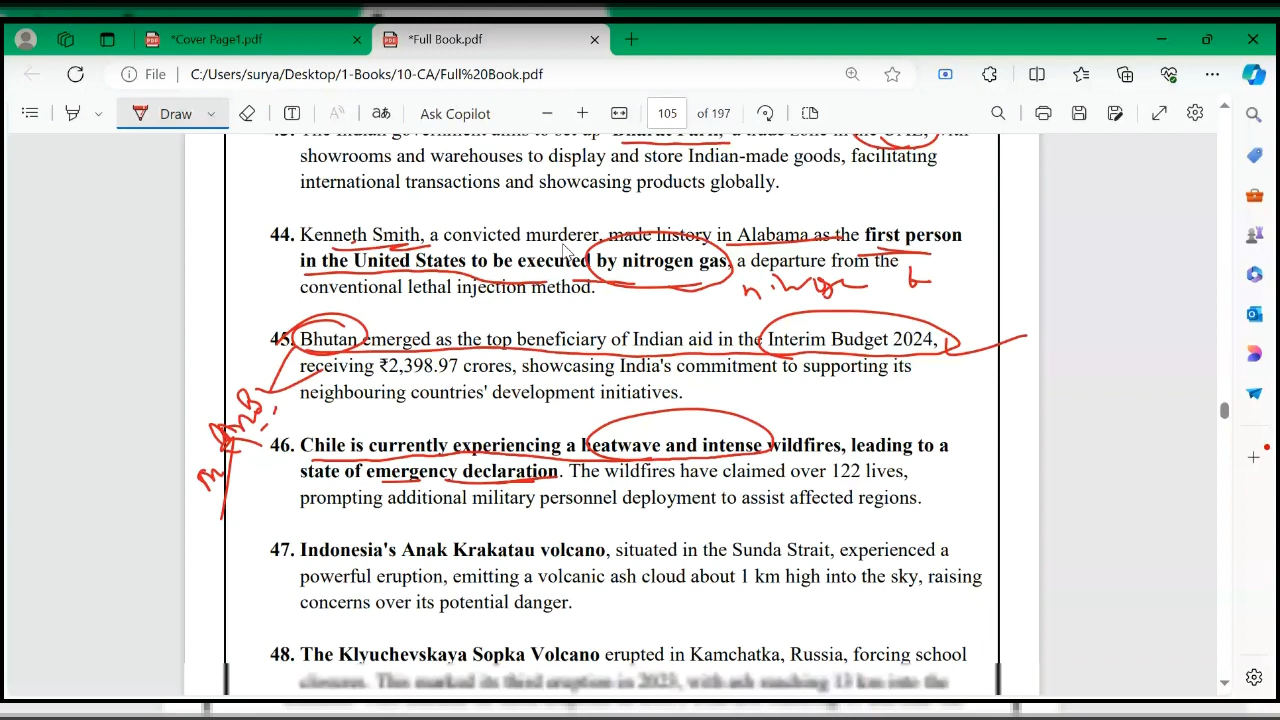 *Cover Page1.pdf
*Full Book.pdf
File C:/Users/surya/Desktop/1-Books/10-CA/Full%20Book.pdf
Draw aあ Ask Copilot 105 of 197
showrooms and warehouses to display and store Indian-made goods, facilitating
international transactions and showcasing products globally.
44. Kenneth Smith, a convicted murderer, made history in Alabama as the first person
in the United States to be executed by nitrogen gas, a departure from the
conventional lethal injection method.
45. Bhutan emerged as the top beneficiary of Indian aid in the Interim Budget 2024,
receiving ₹2,398.97 crores, showcasing India's commitment to supporting its
neighbouring countries' development initiatives.
46. Chile is currently experiencing a heatwave and intense wildfires, leading to a
state of emergency declaration. The wildfires have claimed over 122 lives,
prompting additional military personnel deployment to assist affected regions.
47. Indonesia's Anak Krakatau volcano, situated in the Sunda Strait, experienced a
powerful eruption, emitting a volcanic ash cloud about 1 km high into the sky, raising
concerns over its potential danger.
48. The Klyuchevskaya Sopka Volcano erupted in Kamchatka, Russia, forcing school